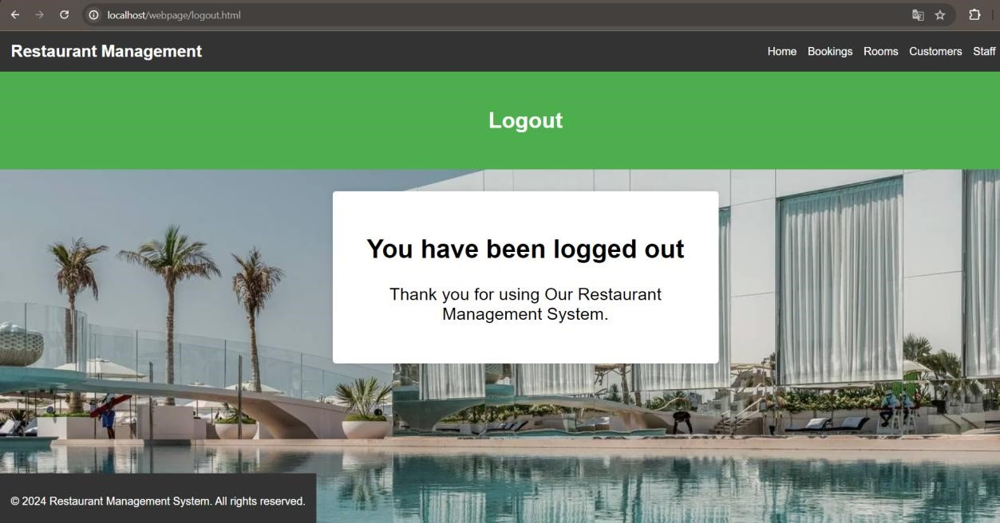 localhost/webpage/logout.html
Restaurant Management
Home Bookings Rooms Customers Staff
Logout
You have been logged out
Thank you for using Our Restaurant
Management System.
© 2024 Restaurant Management System. All rights reserved.